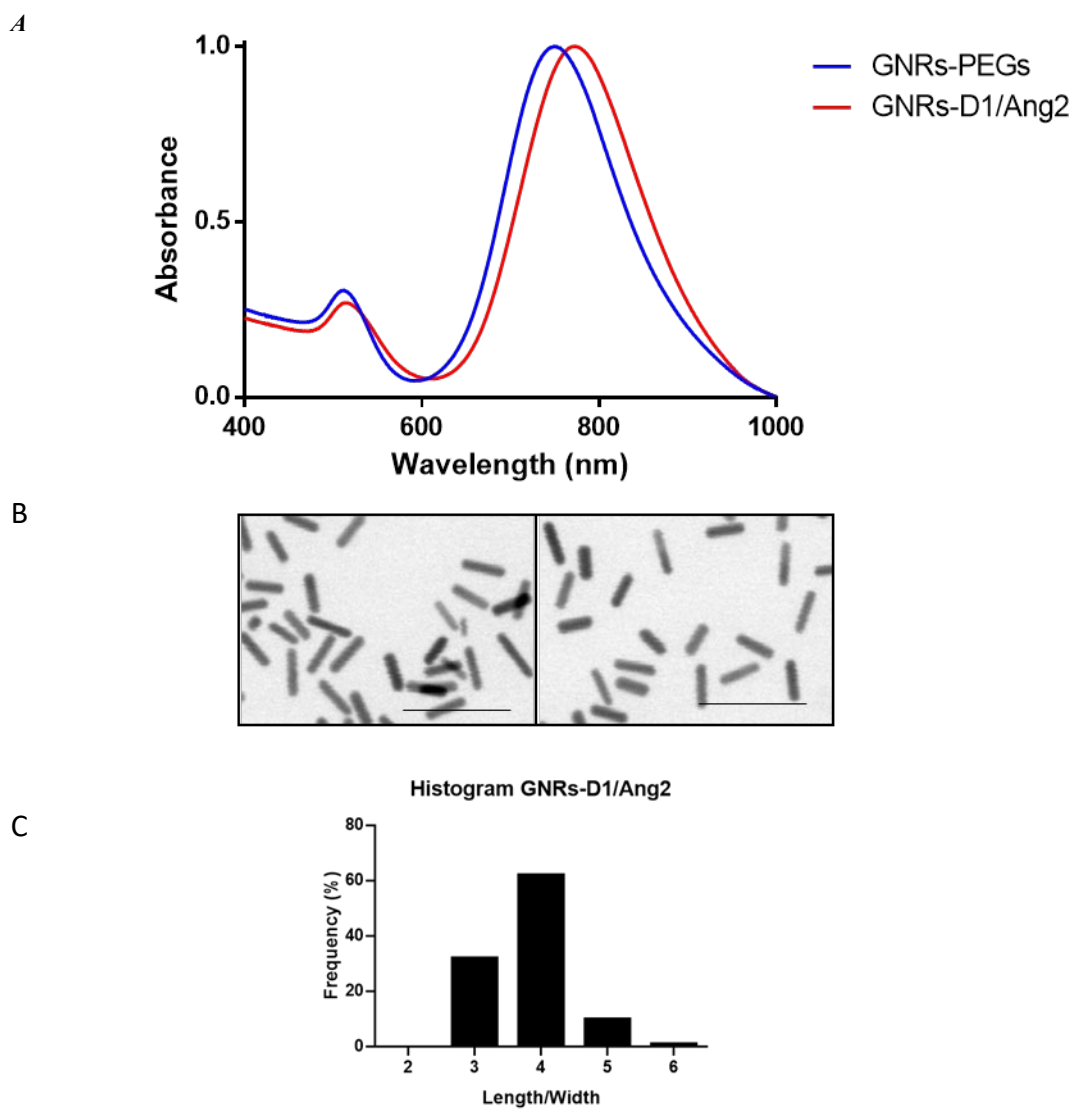 A
1.0
0.5
0.0
Absorbance
400 600 800 1000
Wavelength (nm)
GNRs-PEGs
GNRs-D1/Ang2
B
C
Histogram GNRs-D1/Ang2
80
60
40
20
0
Frequency (%)
2 3 4 5 6
Length/Width